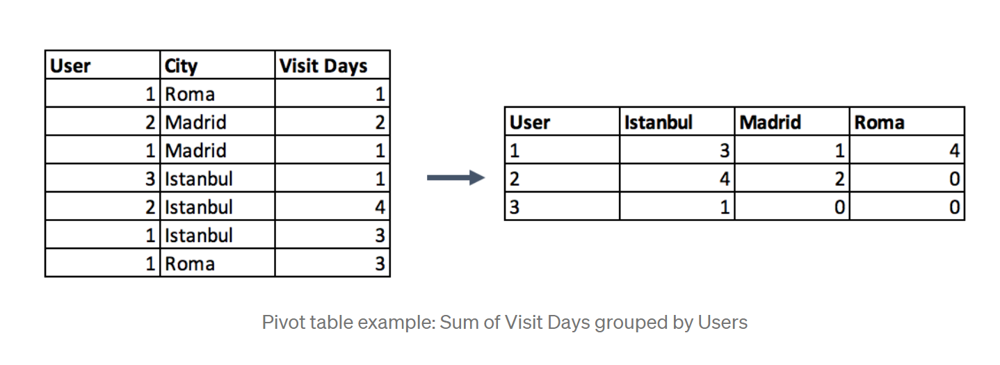 User City Visit Days
1 Roma 1
2 Madrid 2
1 Madrid 1
3 Istanbul 1
2 Istanbul 4
1 Istanbul 3
1 Roma 3
User Istanbul Madrid Roma
1 3 1 4
2 4 2 0
3 1 0 0
Pivot table example: Sum of Visit Days grouped by Users